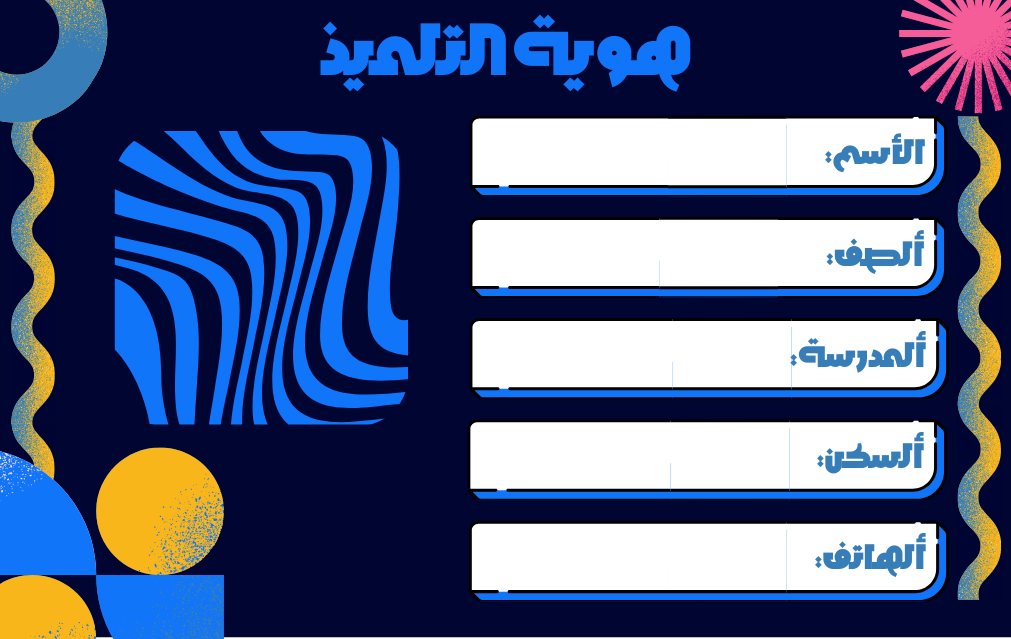 هوية التلميذ
الأسم:
ألصف:
ألمدرسة:
ألسكن:
ألهاتف: